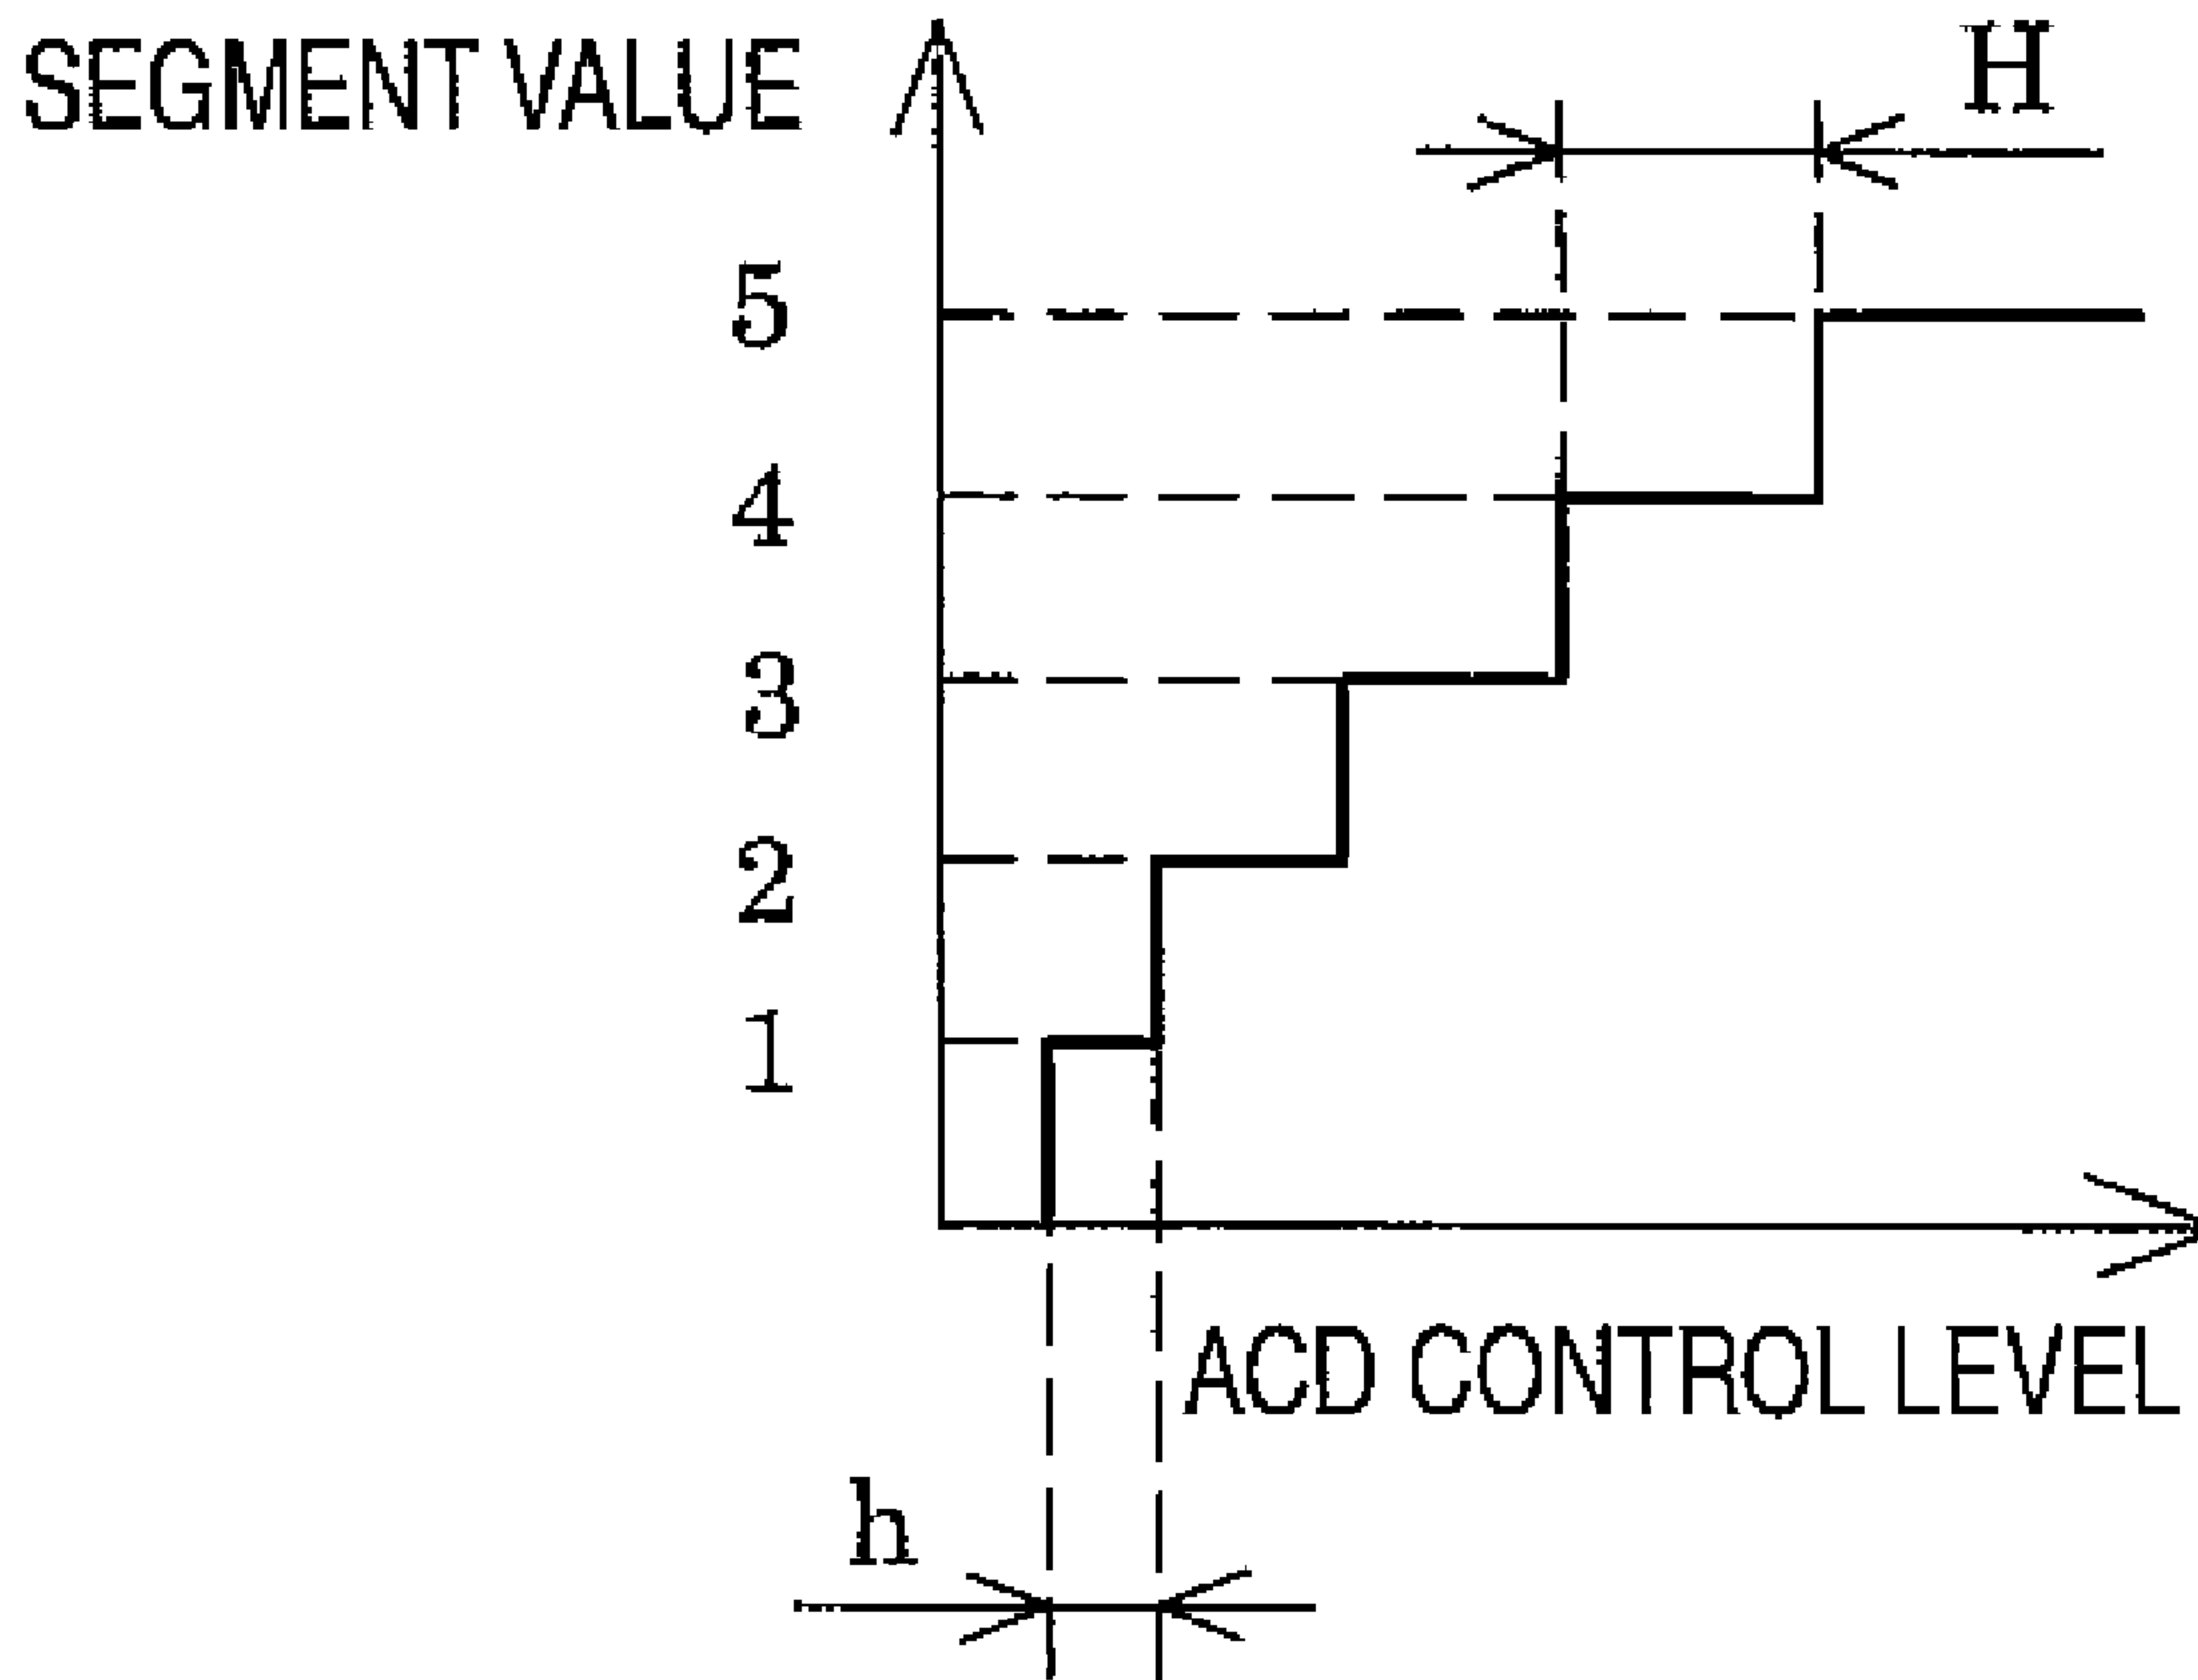 SEGMENT VALUE
H
5
4
3
2
1
ACD CONTROL LEVEL
h